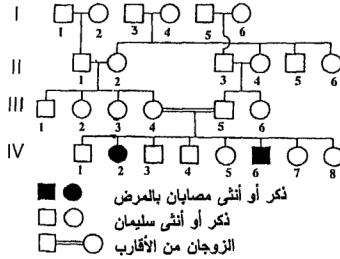 I
1 2 3 4 5 6
II
1 2 3 4 5 6
III
1 2 3 4 5 6
IV
1 2 3 4 5 6 7 8
ذكر أو أنثى مصابان بالمرض
ذكر أو أنثى سليمان
الزوجان من الأقارب